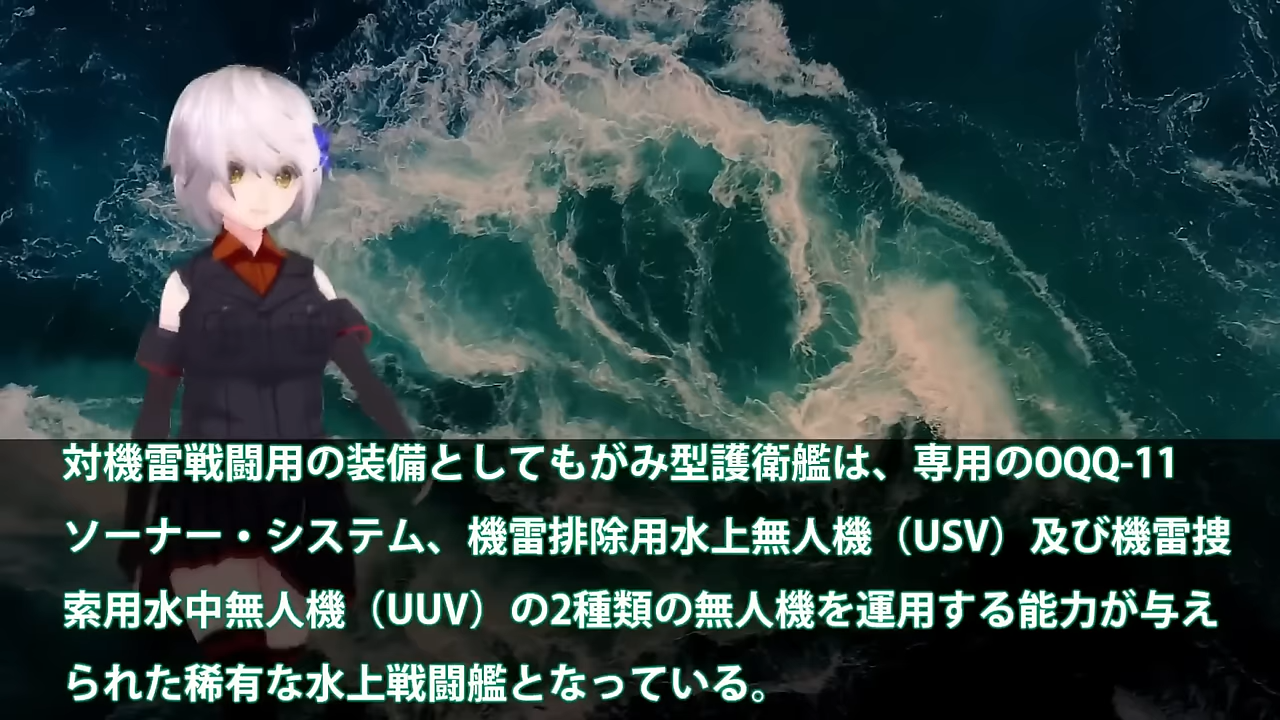 対機雷戦闘用の装備としてもがみ型護衛艦は、専用のOQQ-11
ソーナー・システム、機雷排除用水上無人機（USV）及び機雷捜
索用水中無人機（UUV）の2種類の無人機を運用する能力が与え
られた稀有な水上戦闘艦となっている。